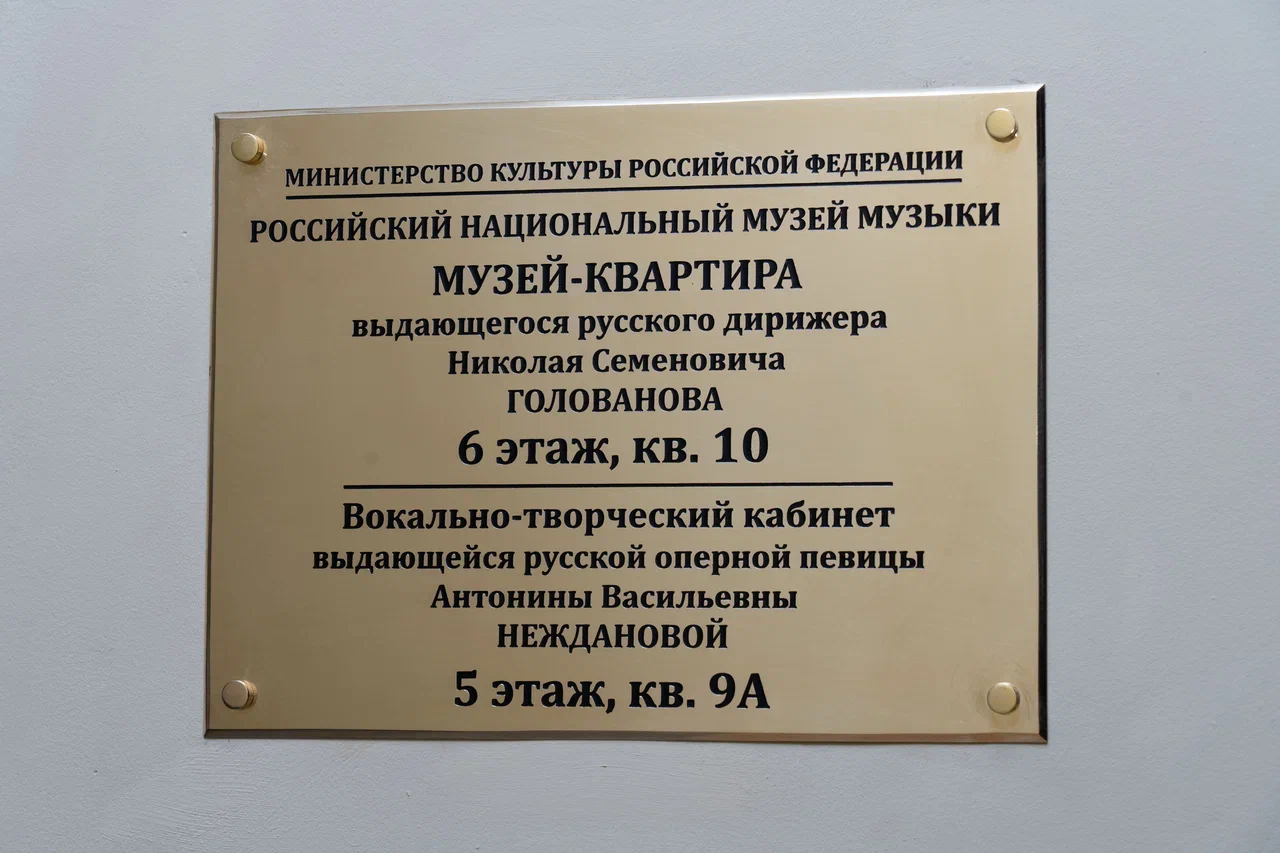 МИНИСТЕРСТВО КУЛЬТУРЫ РОССИЙСКОЙ ФЕДЕРАЦИИ
РОССИЙСКИЙ НАЦИОНАЛЬНЫЙ МУЗЕЙ МУЗЫКИ
МУЗЕЙ-КВАРТИРА
выдающегося русского дирижера
Николая Семеновича
ГОЛОВАНОВА
6 этаж, кв. 10
Вокально-творческий кабинет
выдающейся русской оперной певицы
Антонины Васильевны
НЕЖДАНОВОЙ
5 этаж, кв. 9А